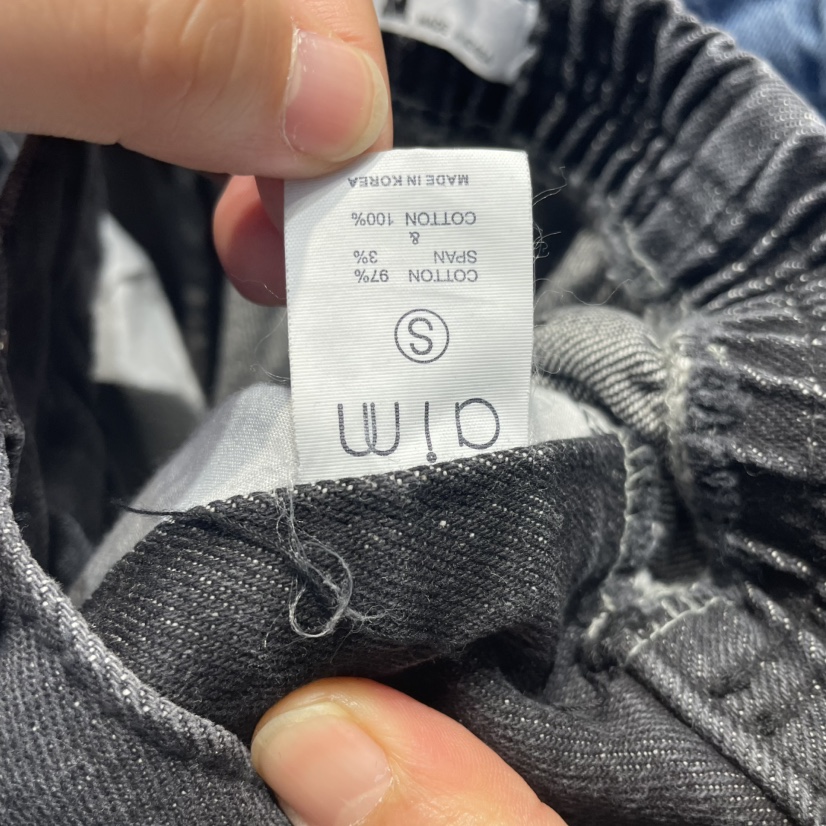 aim
S
COTTON 97%
SPAN 3%
&
COTTON 100%
MADE IN KOREA